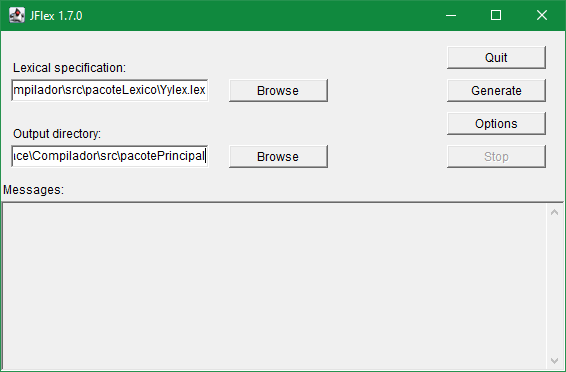 JFlex 1.7.0
Lexical specification:
mpilador\src\pacoteLexico\Yylex.lex
Browse
Output directory:
ace\Compilador\src\pacotePrincipal
Browse
Quit
Generate
Options
Stop
Messages: